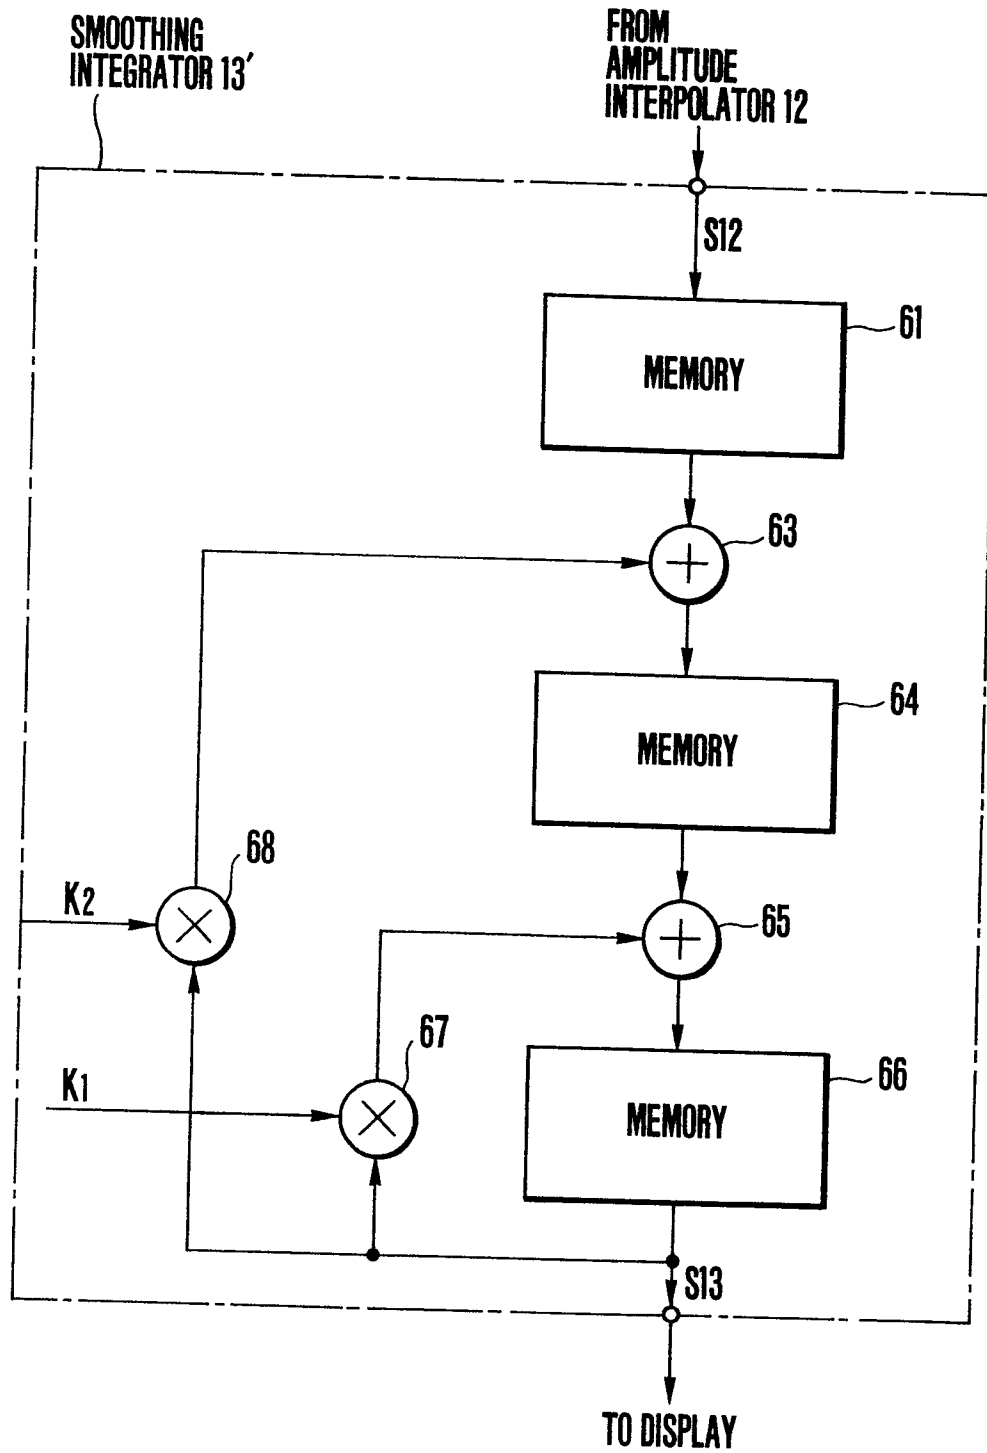 SMOOTHING
INTEGRATOR 13'
FROM
AMPLITUDE
INTERPOLATOR 12
S12
61
MEMORY
63
64
MEMORY
68
K2
65
67
K1
66
MEMORY
S13
TO DISPLAY